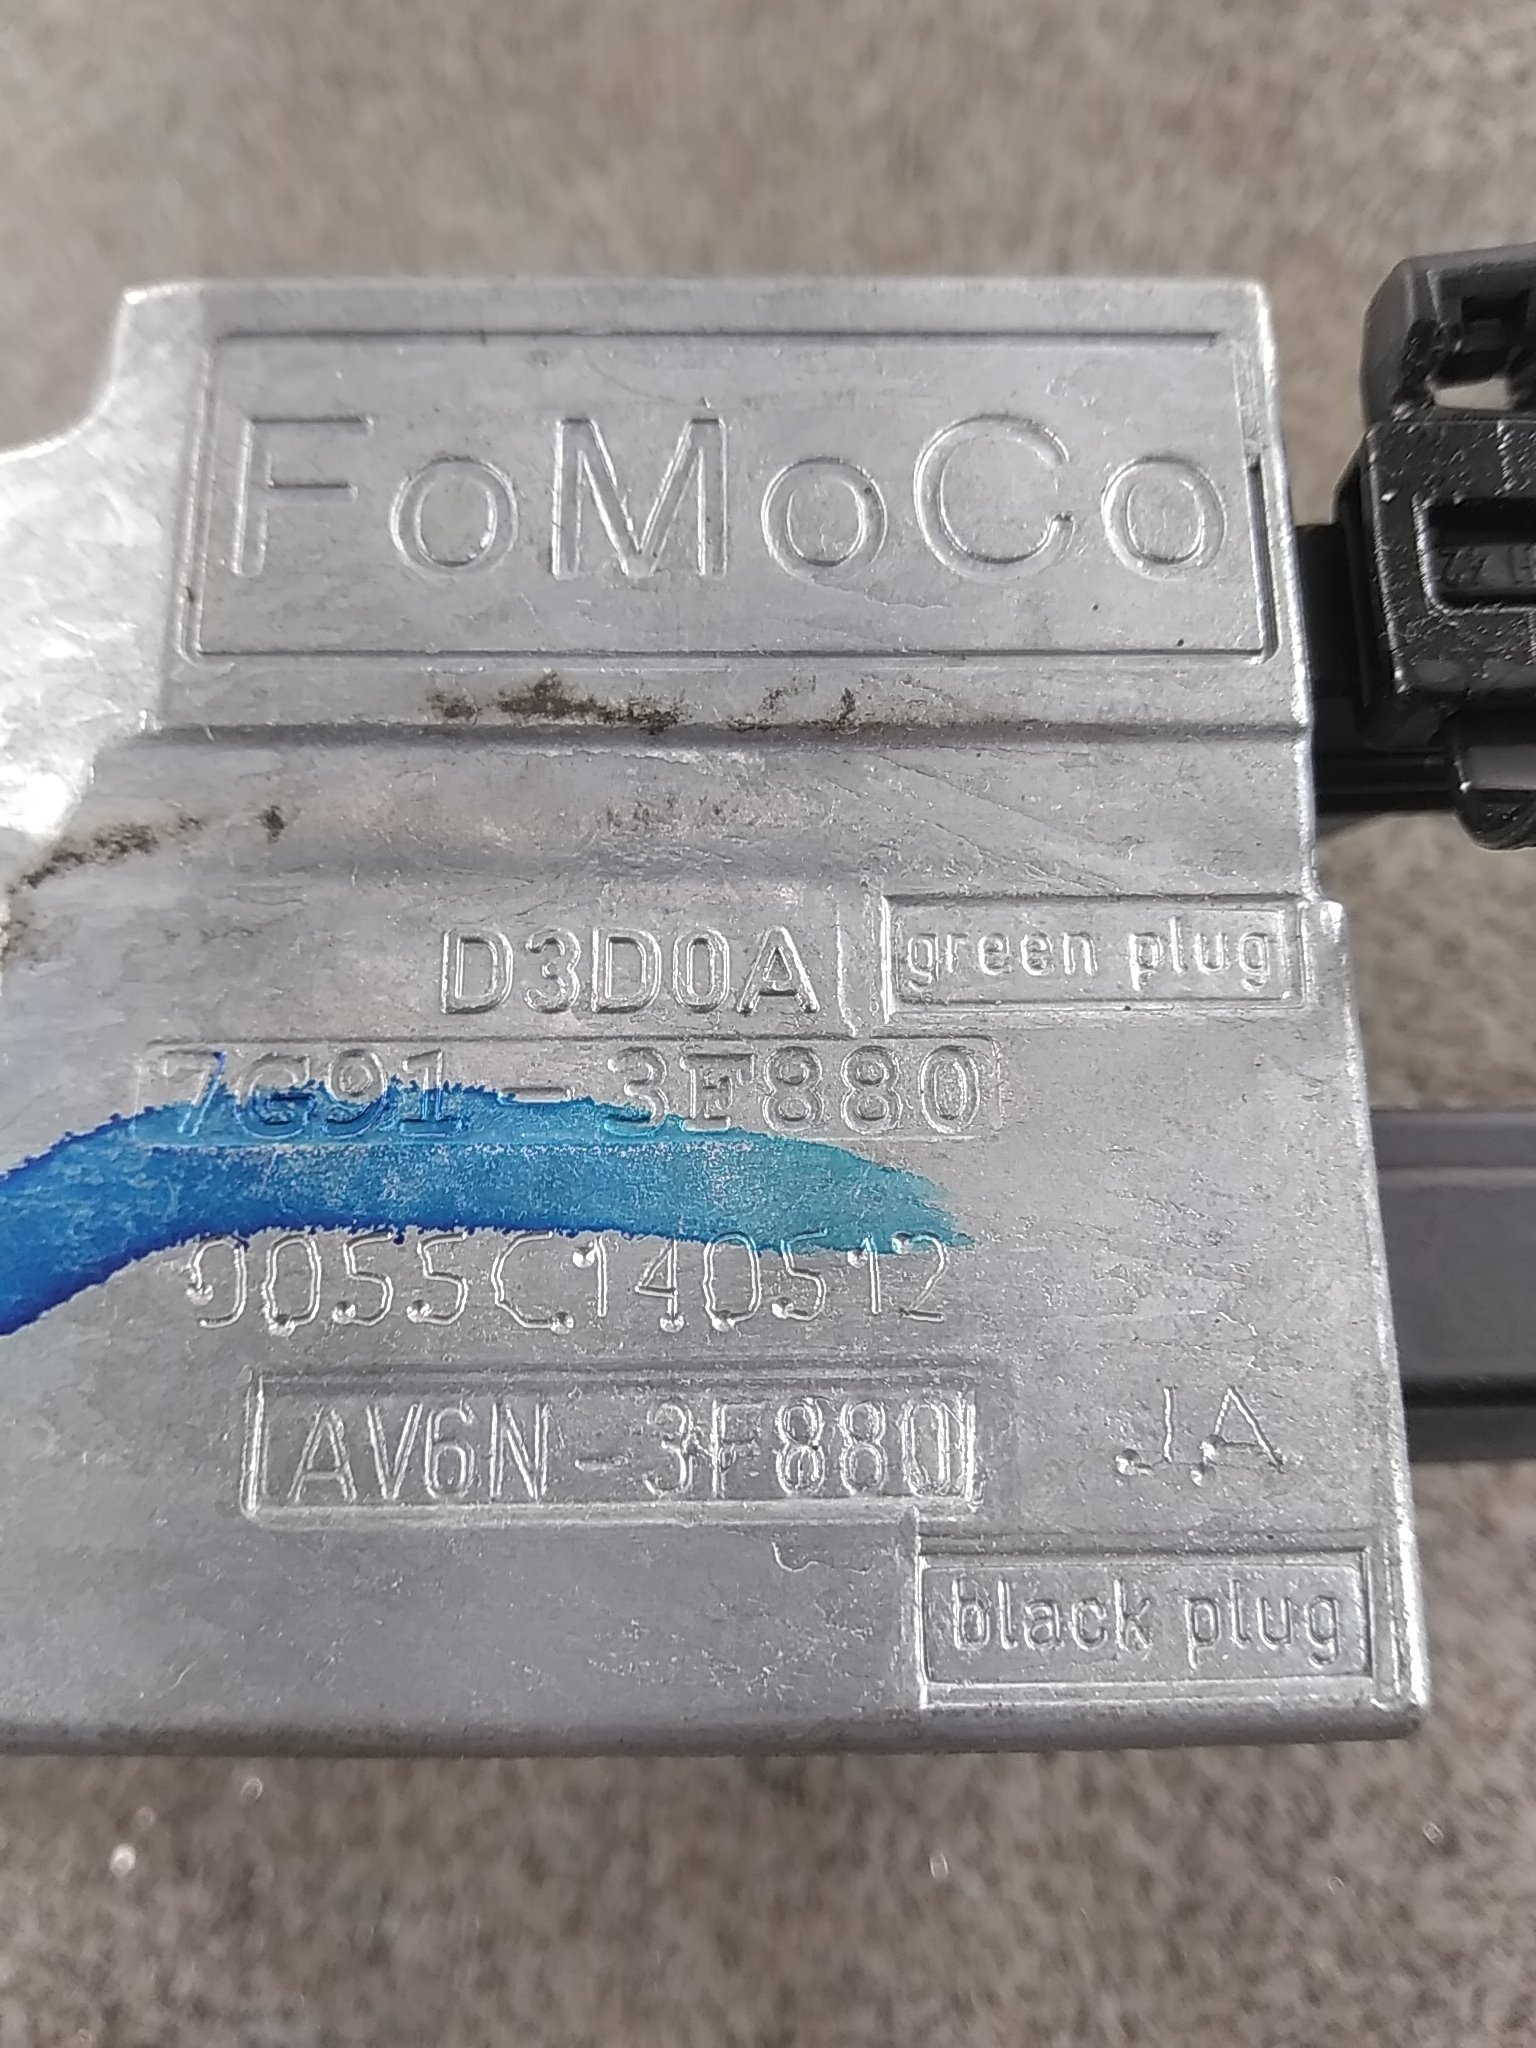 FoMoCo
D3D0A green plug
7G91-3F880
9055C140512
AV6N-3F880 JA
black plug